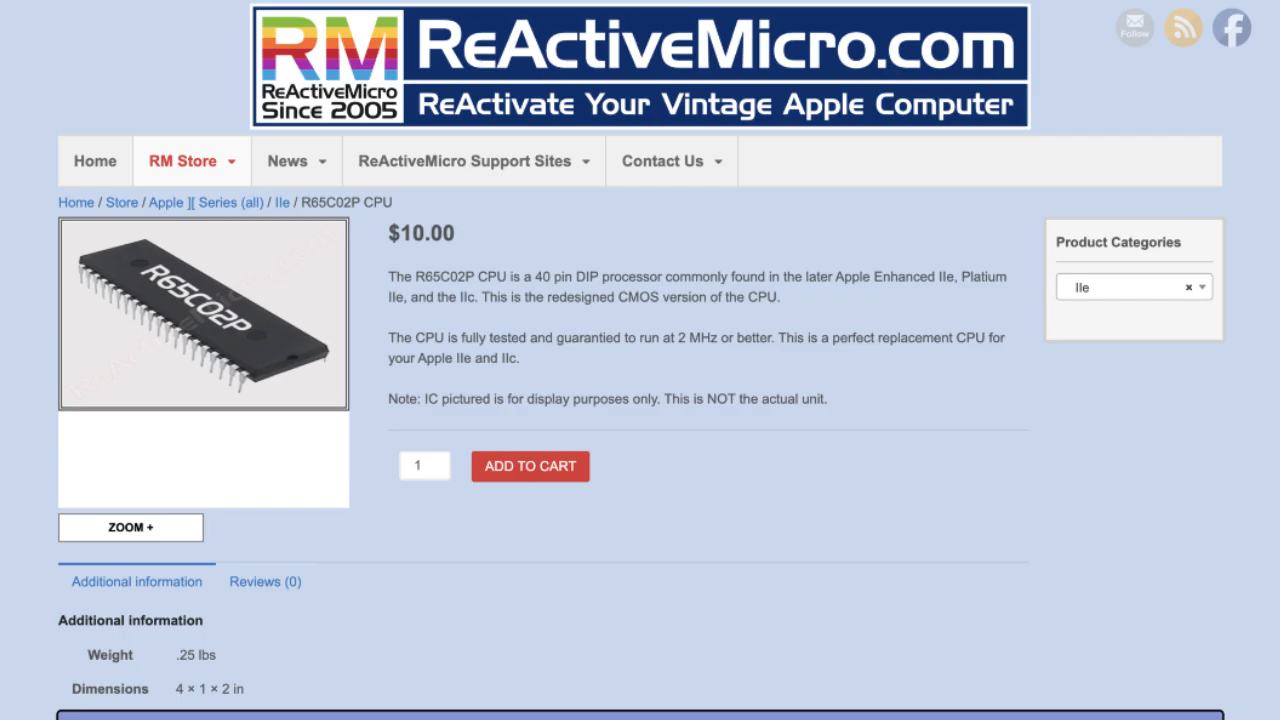 RM
ReActiveMicro
Since 2005
ReActiveMicro.com
ReActivate Your Vintage Apple Computer
Follow
Home
RM Store
News
ReActiveMicro Support Sites
Contact Us
Home / Store / Apple ][ Series (all) / IIe / R65C02P CPU
R65C02P
$10.00
The R65C02P CPU is a 40 pin DIP processor commonly found in the later Apple Enhanced IIe, Platium
IIe, and the IIc. This is the redesigned CMOS version of the CPU.
The CPU is fully tested and guarantied to run at 2 MHz or better. This is a perfect replacement CPU for
your Apple IIe and IIc.
Note: IC pictured is for display purposes only. This is NOT the actual unit.
1
ADD TO CART
Product Categories
IIe
×
ZOOM +
Additional information
Reviews (0)
Additional information
Weight .25 lbs
Dimensions 4 × 1 × 2 in